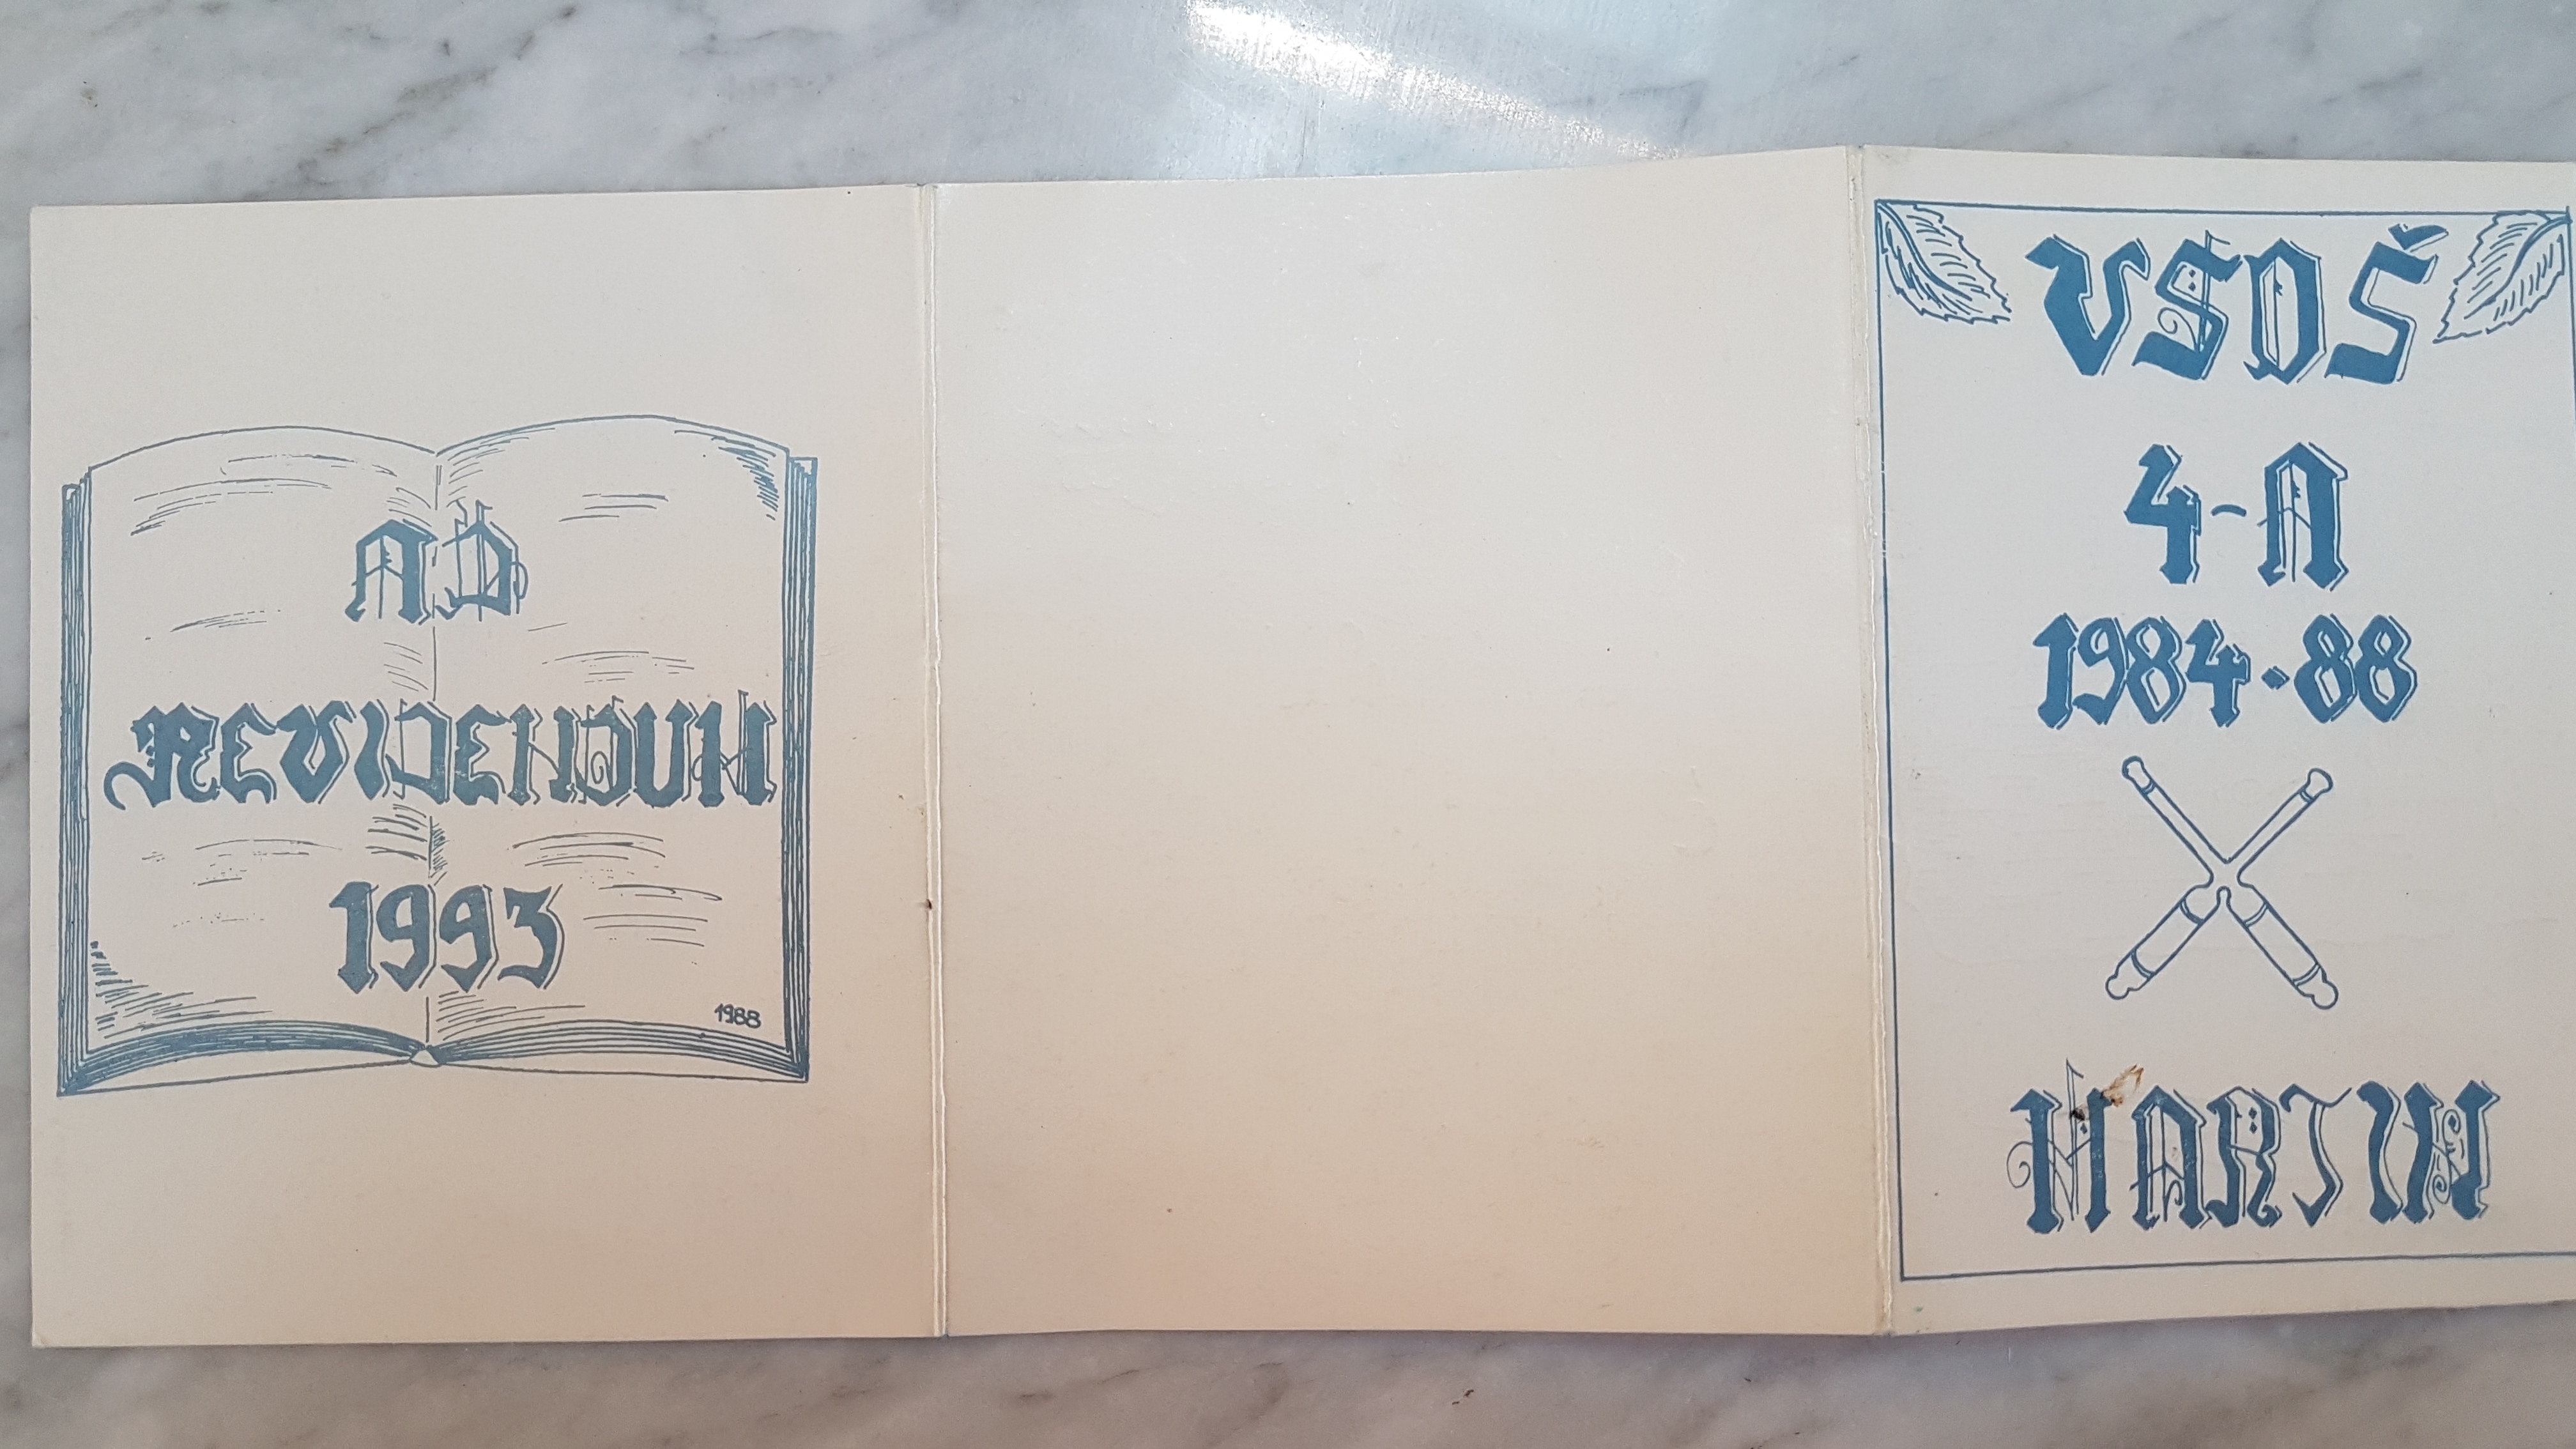 AD
REVIDENDUM
1993
1988
VSDŠ
4-A
1984-88
MARTIN